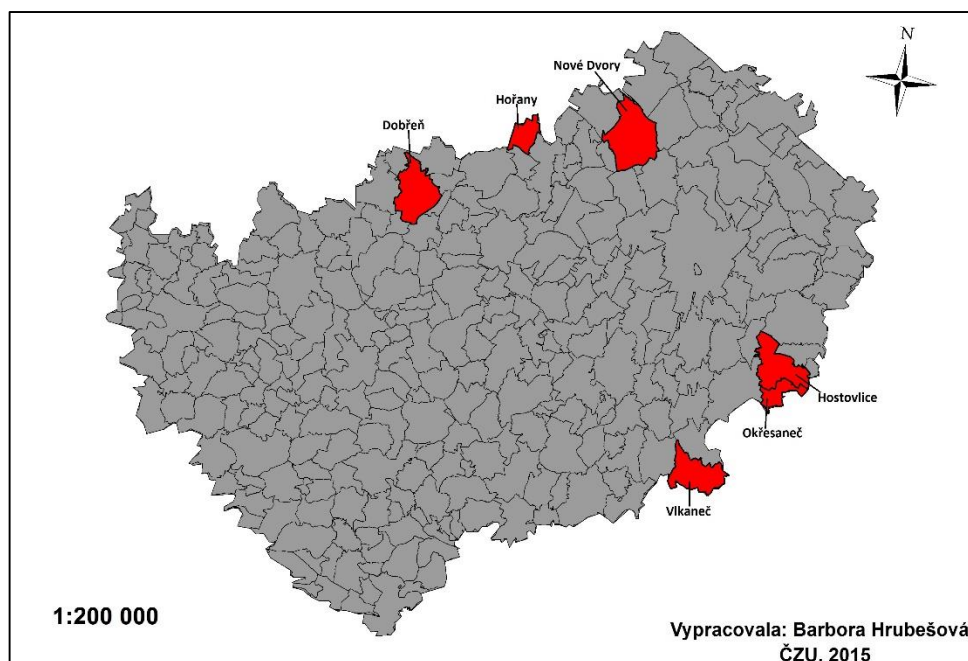 N
Nové Dvory
Hořany
Dobřeň
Hostovlice
Okřesaneč
Vlkaneč
1:200 000
Vypracovala: Barbora Hrubešová
ČZU, 2015